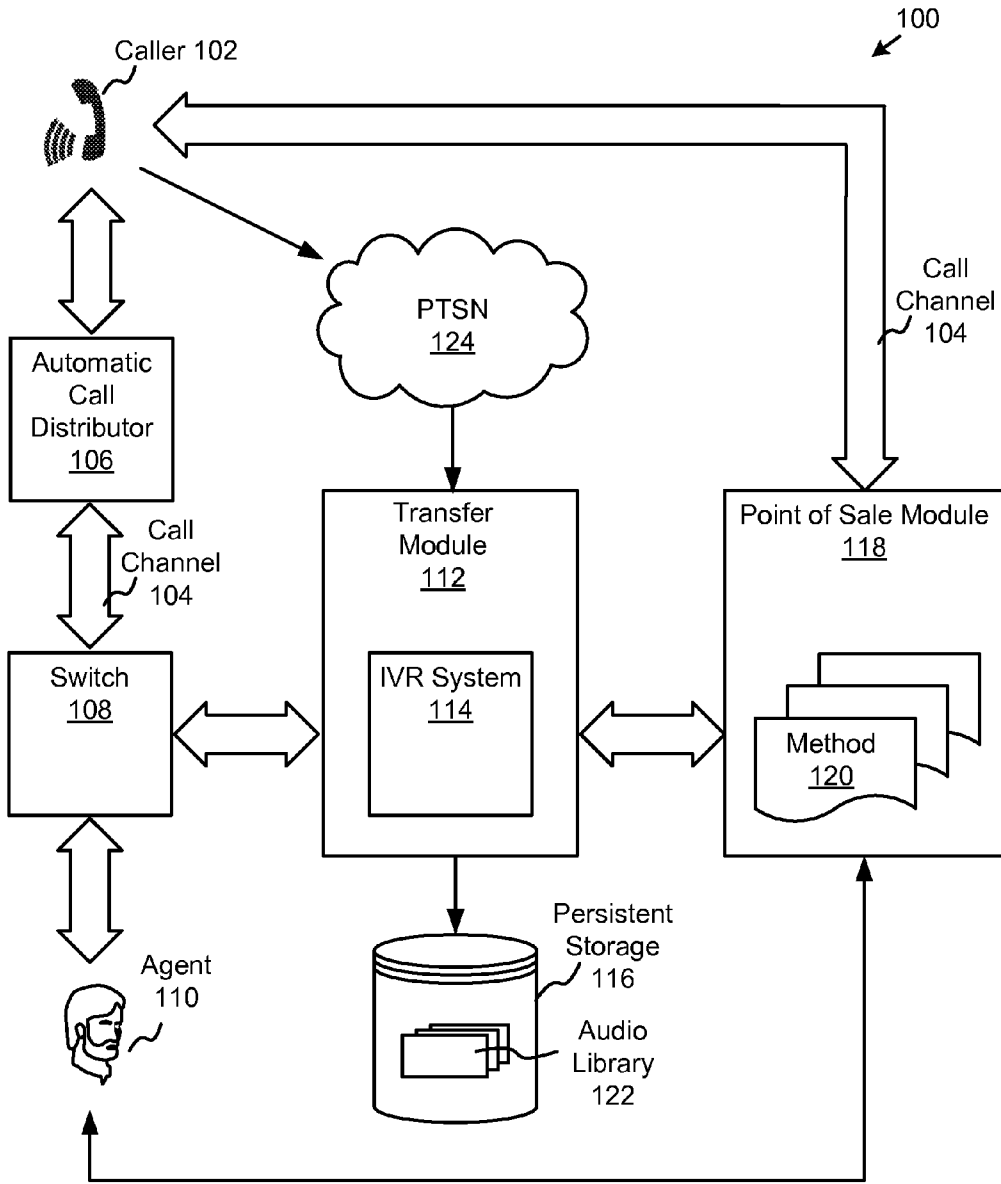 100
Caller 102
PTSN
124
Call
Channel
104
Automatic
Call
Distributor
106
Call
Channel
104
Transfer
Module
112
Point of Sale Module
118
Switch
108
IVR System
114
Method
120
Agent
110
Persistent
Storage
116
Audio
Library
122